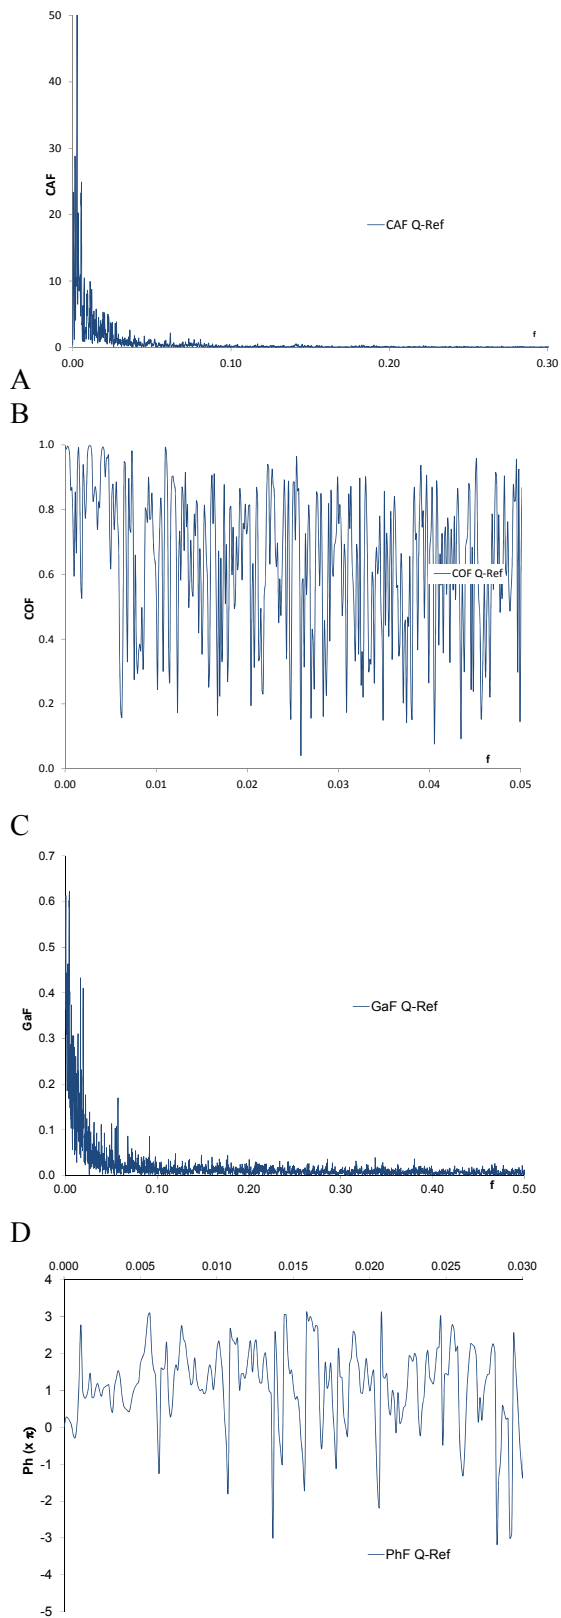 50
40
30
20
10
0
CAF
CAF Q-Ref
f
0.00 0.10 0.20 0.30
A
B
1.0
0.8
0.6
0.4
0.2
0.0
COF
COF Q-Ref
f
0.00 0.01 0.02 0.03 0.04 0.05
C
0.7
0.6
0.5
0.4
0.3
0.2
0.1
0.0
GaF
GaF Q-Ref
f
0.00 0.10 0.20 0.30 0.40 0.50
D
0.000 0.005 0.010 0.015 0.020 0.025 0.030
4
3
2
1
0
-1
-2
-3
-4
-5
Ph (x π)
PhF Q-Ref